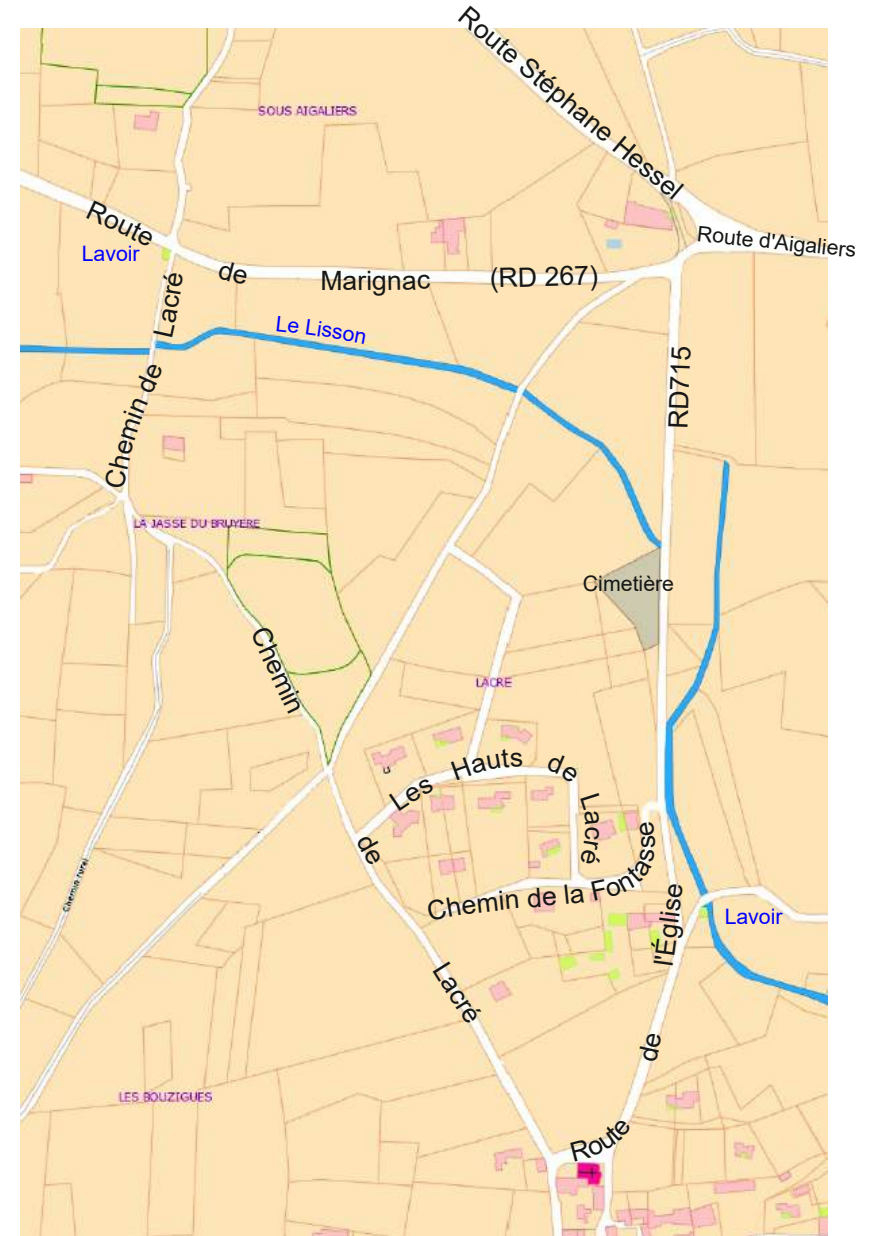 Route Stéphane Hessel
SOUS AIGALIERS
Route de Marignac (RD 267)
Route d'Aigaliers
Lavoir
Chemin de Lacré
Le Lisson
RD715
LA JASSE DU BRUYERE
Cimetière
Chemin de Lacré
LACRE
Les Hauts de Lacré
Chemin rural
Chemin de la Fontasse
Lavoir
Route de l'Église
LES BOUZIGUES